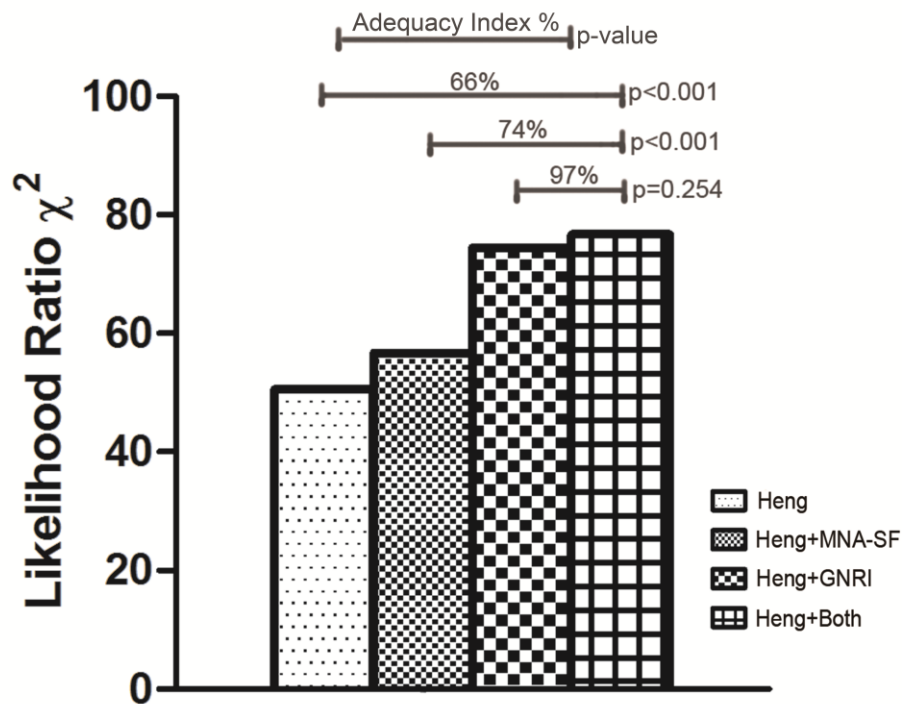 Adequacy Index % p-value
66% p<0.001
74% p<0.001
97% p=0.254
Likelihood Ratio χ²
100
80
60
40
20
0
Heng
Heng+MNA-SF
Heng+GNRI
Heng+Both